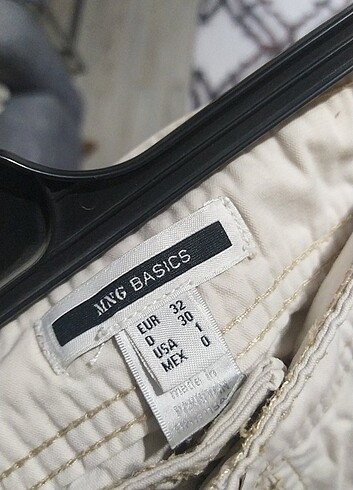 MNG BASICS
EUR 32
D 30
USA 1
MEX 0
made in